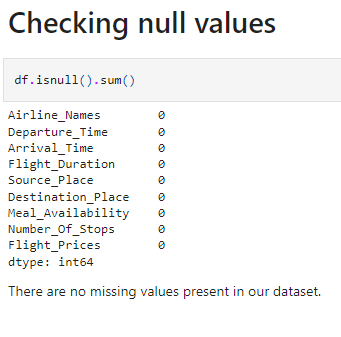 Checking null values
df.isnull().sum()
Airline_Names 0
Departure_Time 0
Arrival_Time 0
Flight_Duration 0
Source_Place 0
Destination_Place 0
Meal_Availability 0
Number_Of_Stops 0
Flight_Prices 0
dtype: int64
There are no missing values present in our dataset.